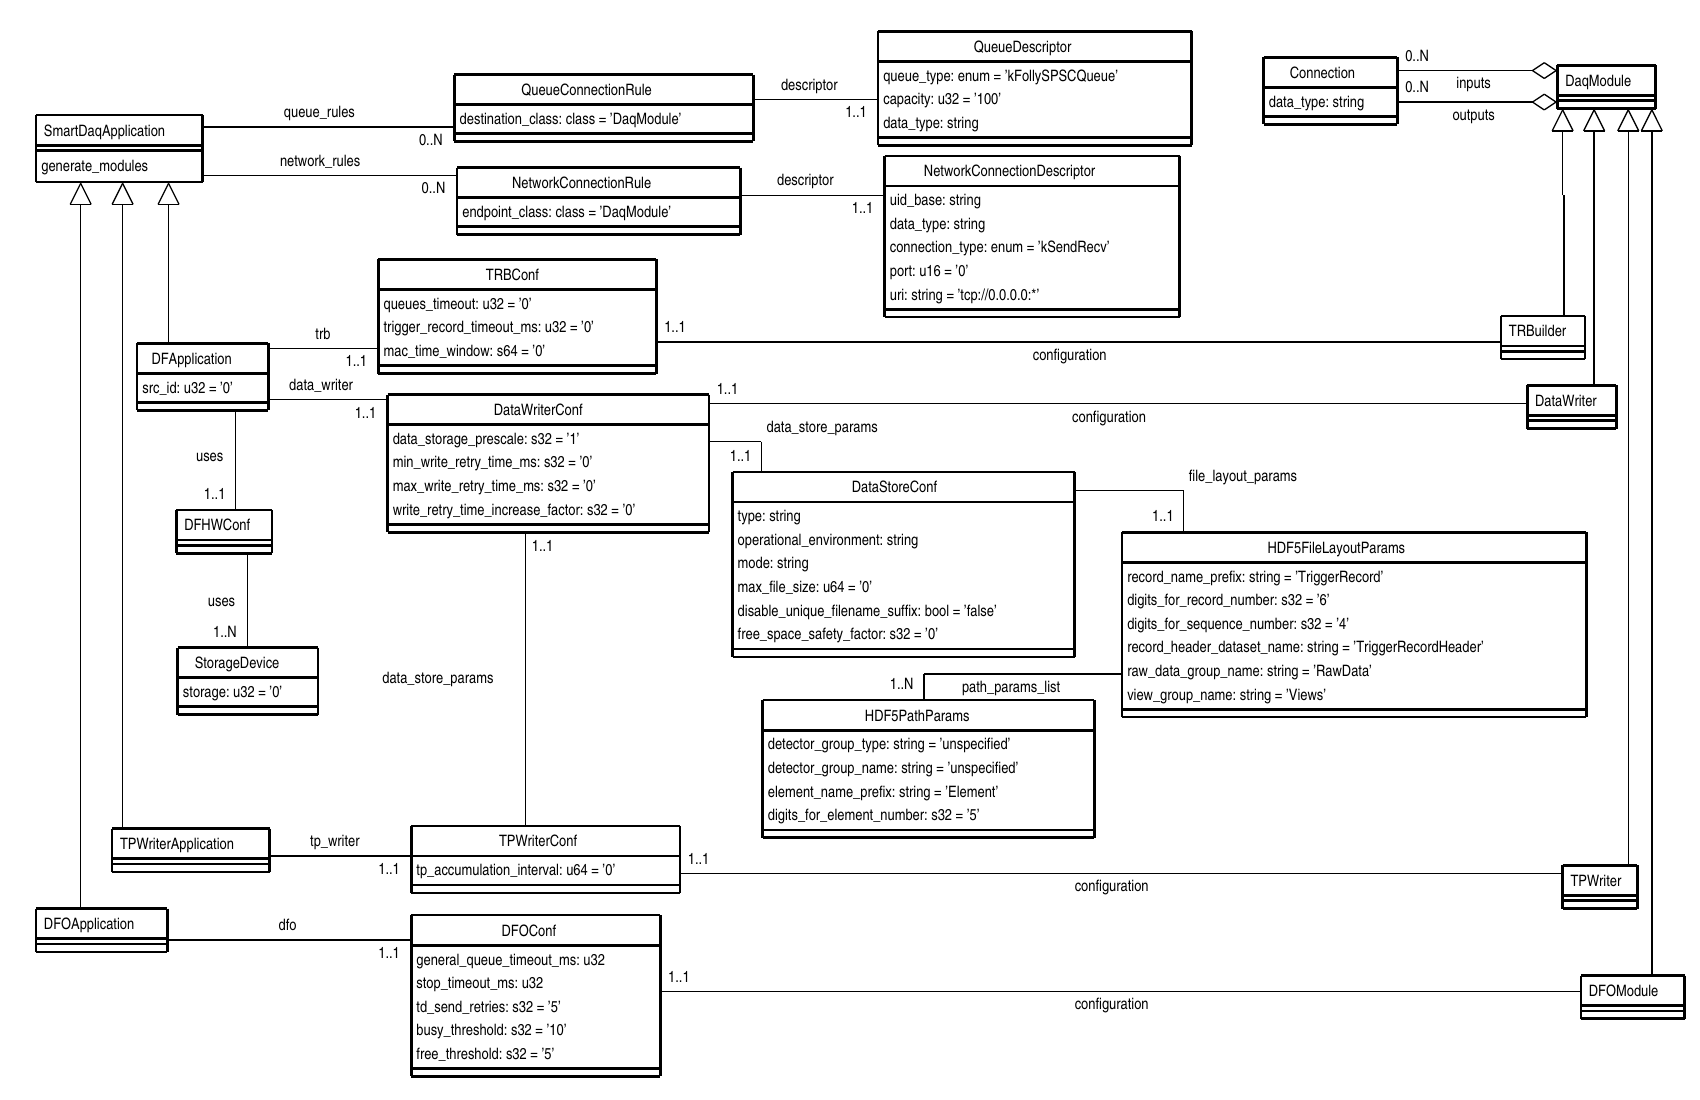 QueueDescriptor
queue_type: enum = 'kFollySPSCQueue'
capacity: u32 = '100'
data_type: string
Connection
data_type: string
0..N
inputs
0..N
outputs
DaqModule
QueueConnectionRule
destination_class: class = 'DaqModule'
descriptor
1..1
SmartDaqApplication
generate_modules
queue_rules
0..N
network_rules
0..N
NetworkConnectionRule
endpoint_class: class = 'DaqModule'
descriptor
1..1
NetworkConnectionDescriptor
uid_base: string
data_type: string
connection_type: enum = 'kSendRecv'
port: u16 = '0'
uri: string = 'tcp://0.0.0.0:*'
TRBConf
queues_timeout: u32 = '0'
trigger_record_timeout_ms: u32 = '0'
mac_time_window: s64 = '0'
1..1
configuration
TRBuilder
DFApplication
src_id: u32 = '0'
trb
1..1
data_writer
1..1
DataWriterConf
data_storage_prescale: s32 = '1'
min_write_retry_time_ms: s32 = '0'
max_write_retry_time_ms: s32 = '0'
write_retry_time_increase_factor: s32 = '0'
1..1
configuration
DataWriter
data_store_params
1..1
uses
1..1
DFHWConf
uses
1..N
StorageDevice
storage: u32 = '0'
1..1
data_store_params
DataStoreConf
type: string
operational_environment: string
mode: string
max_file_size: u64 = '0'
disable_unique_filename_suffix: bool = 'false'
free_space_safety_factor: s32 = '0'
file_layout_params
1..1
HDF5FileLayoutParams
record_name_prefix: string = 'TriggerRecord'
digits_for_record_number: s32 = '6'
digits_for_sequence_number: s32 = '4'
record_header_dataset_name: string = 'TriggerRecordHeader'
raw_data_group_name: string = 'RawData'
view_group_name: string = 'Views'
1..N
path_params_list
HDF5PathParams
detector_group_type: string = 'unspecified'
detector_group_name: string = 'unspecified'
element_name_prefix: string = 'Element'
digits_for_element_number: s32 = '5'
TPWriterApplication
tp_writer
1..1
TPWriterConf
tp_accumulation_interval: u64 = '0'
1..1
configuration
TPWriter
DFOApplication
dfo
1..1
DFOConf
general_queue_timeout_ms: u32
stop_timeout_ms: u32
td_send_retries: s32 = '5'
busy_threshold: s32 = '10'
free_threshold: s32 = '5'
1..1
configuration
DFOModule